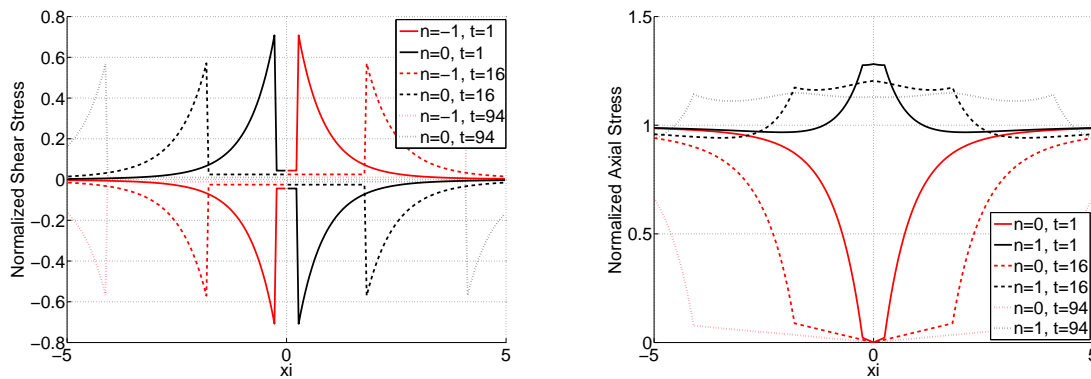 Normalized Shear Stress
0.8
0.6
0.4
0.2
0
−0.2
−0.4
−0.6
−0.8
−5
0
5
xi
n=−1, t=1
n=0, t=1
n=−1, t=16
n=0, t=16
n=−1, t=94
n=0, t=94
Normalized Axial Stress
1.5
1
0.5
0
−5
0
5
xi
n=0, t=1
n=1, t=1
n=0, t=16
n=1, t=16
n=0, t=94
n=1, t=94